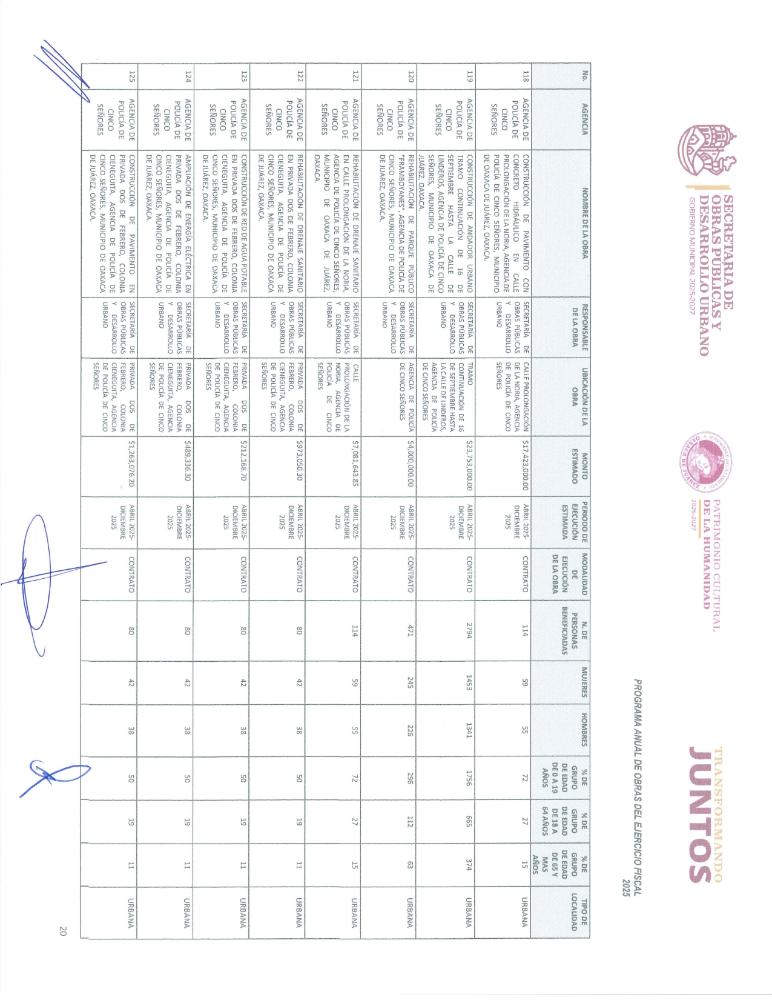 SECRETARIA DE
OBRAS PÚBLICAS Y
DESARROLLO URBANO
GOBIERNO MUNICIPAL 2025-2027
HONORABLE AYUNTAMIENTO
OAXACA DE JUÁREZ
PATRIMONIO CULTURAL
DE LA HUMANIDAD
2025-2027
TRANSFORMANDO
JUNTOS
PROGRAMA ANUAL DE OBRAS DEL EJERCICIO FISCAL
2025
No.
AGENCIA
NOMBRE DE LA OBRA
RESPONSABLE
DE LA OBRA
UBICACIÓN DE LA
OBRA
MONTO
ESTIMADO
PERIODO DE
EJECUCIÓN
ESTIMADA
MODALIDAD
DE
EJECUCIÓN
DE LA OBRA
N. DE
PERSONAS
BENEFICIADAS
MUJERES
HOMBRES
% DE
GRUPO
DE EDAD
DE 0 A 19
AÑOS
% DE
GRUPO
DE EDAD
DE 18 A
64 AÑOS
% DE
GRUPO
DE EDAD
DE 65 Y
MAS
AÑOS
TIPO DE
LOCALIDAD
118
AGENCIA DE
POLICÍA DE
CINCO
SEÑORES
CONSTRUCCIÓN DE PAVIMENTO CON
CONCRETO HIDRÁULICO EN CALLE
PROLONGACIÓN DE LA NORIA, AGENCIA DE
POLICÍA DE CINCO SEÑORES, MUNICIPIO
DE OAXACA DE JUÁREZ, OAXACA.
SECRETARÍA DE
OBRAS PÚBLICAS
Y DESARROLLO
URBANO
CALLE PROLONGACIÓN
DE LA NORIA, AGENCIA
DE POLICÍA DE CINCO
SEÑORES
$17,423,000.00
ABRIL 2025-
DICIEMBRE
2025
CONTRATO
114
59
55
72
27
15
URBANA
119
AGENCIA DE
POLICÍA DE
CINCO
SEÑORES
CONSTRUCCIÓN DE ANDADOR URBANO
TRAMO CONTINUACIÓN DE 16 DE
SEPTIEMBRE HASTA LA CALLE DE
LINDEROS, AGENCIA DE POLICÍA DE CINCO
SEÑORES, MUNICIPIO DE OAXACA DE
JUÁREZ, OAXACA.
SECRETARÍA DE
OBRAS PÚBLICAS
Y DESARROLLO
URBANO
TRAMO
CONTINUACIÓN DE 16
DE SEPTIEMBRE HASTA
LA CALLE DE LINDEROS,
AGENCIA DE POLICÍA
DE CINCO SEÑORES
$23,753,000.00
ABRIL 2025-
DICIEMBRE
2025
CONTRATO
2794
1453
1341
1756
665
374
URBANA
120
AGENCIA DE
POLICÍA DE
CINCO
SEÑORES
REHABILITACIÓN DE PARQUE PÚBLICO
"FRAMBOYANES", AGENCIA DE POLICÍA DE
CINCO SEÑORES, MUNICIPIO DE OAXACA
DE JUÁREZ, OAXACA.
SECRETARÍA DE
OBRAS PÚBLICAS
Y DESARROLLO
URBANO
AGENCIA DE POLICÍA
DE CINCO SEÑORES
$4,000,000.00
ABRIL 2025-
DICIEMBRE
2025
CONTRATO
471
245
226
296
112
63
URBANA
121
AGENCIA DE
POLICÍA DE
CINCO
SEÑORES
REHABILITACIÓN DE DRENAJE SANITARIO
EN CALLE PROLONGACIÓN DE LA NORIA,
AGENCIA DE POLICÍA DE CINCO SEÑORES,
MUNICIPIO DE OAXACA DE JUÁREZ,
OAXACA.
SECRETARÍA DE
OBRAS PÚBLICAS
Y DESARROLLO
URBANO
CALLE
PROLONGACIÓN DE LA
NORIA, AGENCIA DE
POLICÍA DE CINCO
SEÑORES
$7,081,643.85
ABRIL 2025-
DICIEMBRE
2025
CONTRATO
114
59
55
72
27
15
URBANA
122
AGENCIA DE
POLICÍA DE
CINCO
SEÑORES
REHABILITACIÓN DE DRENAJE SANITARIO
EN PRIVADA DOS DE FEBRERO, COLONIA
CIENEGUITA, AGENCIA DE POLICÍA DE
CINCO SEÑORES, MUNICIPIO DE OAXACA
DE JUÁREZ, OAXACA.
SECRETARÍA DE
OBRAS PÚBLICAS
Y DESARROLLO
URBANO
PRIVADA DOS DE
FEBRERO, COLONIA
CIENEGUITA, AGENCIA
DE POLICÍA DE CINCO
SEÑORES
$973,050.30
ABRIL 2025-
DICIEMBRE
2025
CONTRATO
80
42
38
50
19
11
URBANA
123
AGENCIA DE
POLICÍA DE
CINCO
SEÑORES
CONSTRUCCIÓN DE RED DE AGUA POTABLE
EN PRIVADA DOS DE FEBRERO, COLONIA
CIENEGUITA, AGENCIA DE POLICÍA DE
CINCO SEÑORES, MUNICIPIO DE OAXACA
DE JUÁREZ, OAXACA.
SECRETARÍA DE
OBRAS PÚBLICAS
Y DESARROLLO
URBANO
PRIVADA DOS DE
FEBRERO, COLONIA
CIENEGUITA, AGENCIA
DE POLICÍA DE CINCO
SEÑORES
$212,168.70
ABRIL 2025-
DICIEMBRE
2025
CONTRATO
80
42
38
50
19
11
URBANA
124
AGENCIA DE
POLICÍA DE
CINCO
SEÑORES
AMPLIACIÓN DE ENERGÍA ELÉCTRICA EN
PRIVADA DOS DE FEBRERO, COLONIA
CIENEGUITA, AGENCIA DE POLICÍA DE
CINCO SEÑORES, MUNICIPIO DE OAXACA
DE JUÁREZ, OAXACA.
SECRETARÍA DE
OBRAS PÚBLICAS
Y DESARROLLO
URBANO
PRIVADA DOS DE
FEBRERO, COLONIA
CIENEGUITA, AGENCIA
DE POLICÍA DE CINCO
SEÑORES
$489,336.30
ABRIL 2025-
DICIEMBRE
2025
CONTRATO
80
42
38
50
19
11
URBANA
125
AGENCIA DE
POLICÍA DE
CINCO
SEÑORES
CONSTRUCCIÓN DE PAVIMENTO EN
PRIVADA DOS DE FEBRERO, COLONIA
CIENEGUITA, AGENCIA DE POLICÍA DE
CINCO SEÑORES, MUNICIPIO DE OAXACA
DE JUÁREZ, OAXACA.
SECRETARÍA DE
OBRAS PÚBLICAS
Y DESARROLLO
URBANO
PRIVADA DOS DE
FEBRERO, COLONIA
CIENEGUITA, AGENCIA
DE POLICÍA DE CINCO
SEÑORES
$1,263,076.20
ABRIL 2025-
DICIEMBRE
2025
CONTRATO
80
42
38
50
19
11
URBANA
20